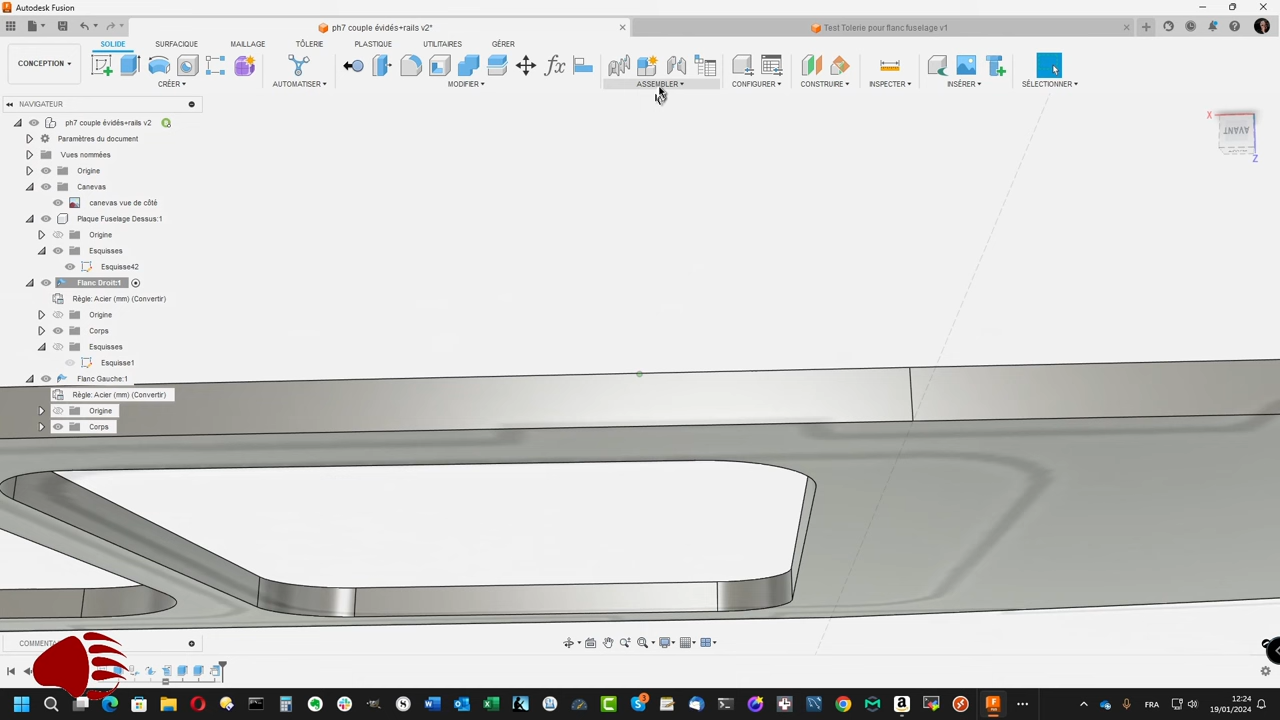 Autodesk Fusion
ph7 couple évidés+rails v2*
Test Tolerie pour flanc fuselage v1
CONCEPTION
SOLIDE
SURFACIQUE
MAILLAGE
TÔLERIE
PLASTIQUE
UTILITAIRES
GÉRER
CRÉER
AUTOMATISER
MODIFIER
ASSEMBLER
CONFIGURER
CONSTRUIRE
INSPECTER
INSÉRER
SÉLECTIONNER
NAVIGATEUR
ph7 couple évidés+rails v2
Paramètres du document
Vues nommées
Origine
Canevas
canevas vue de côté
Plaque Fuselage Dessus:1
Origine
Esquisses
Esquisse42
Flanc Droit:1
Règle: Acier (mm) (Convertir)
Origine
Corps
Esquisses
Esquisse1
Flanc Gauche:1
Règle: Acier (mm) (Convertir)
Origine
Corps
X
AVANT
Z
FRA
12:24
19/01/2024